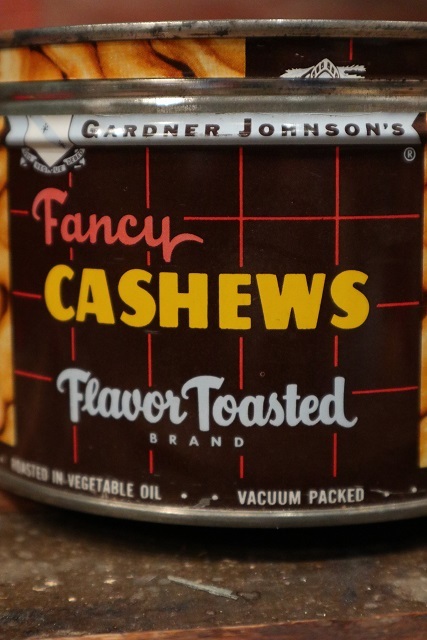 GARDNER JOHNSON'S
®
Fancy
CASHEWS
Flavor Toasted
BRAND
ROASTED IN VEGETABLE OIL • • VACUUM PACKED •